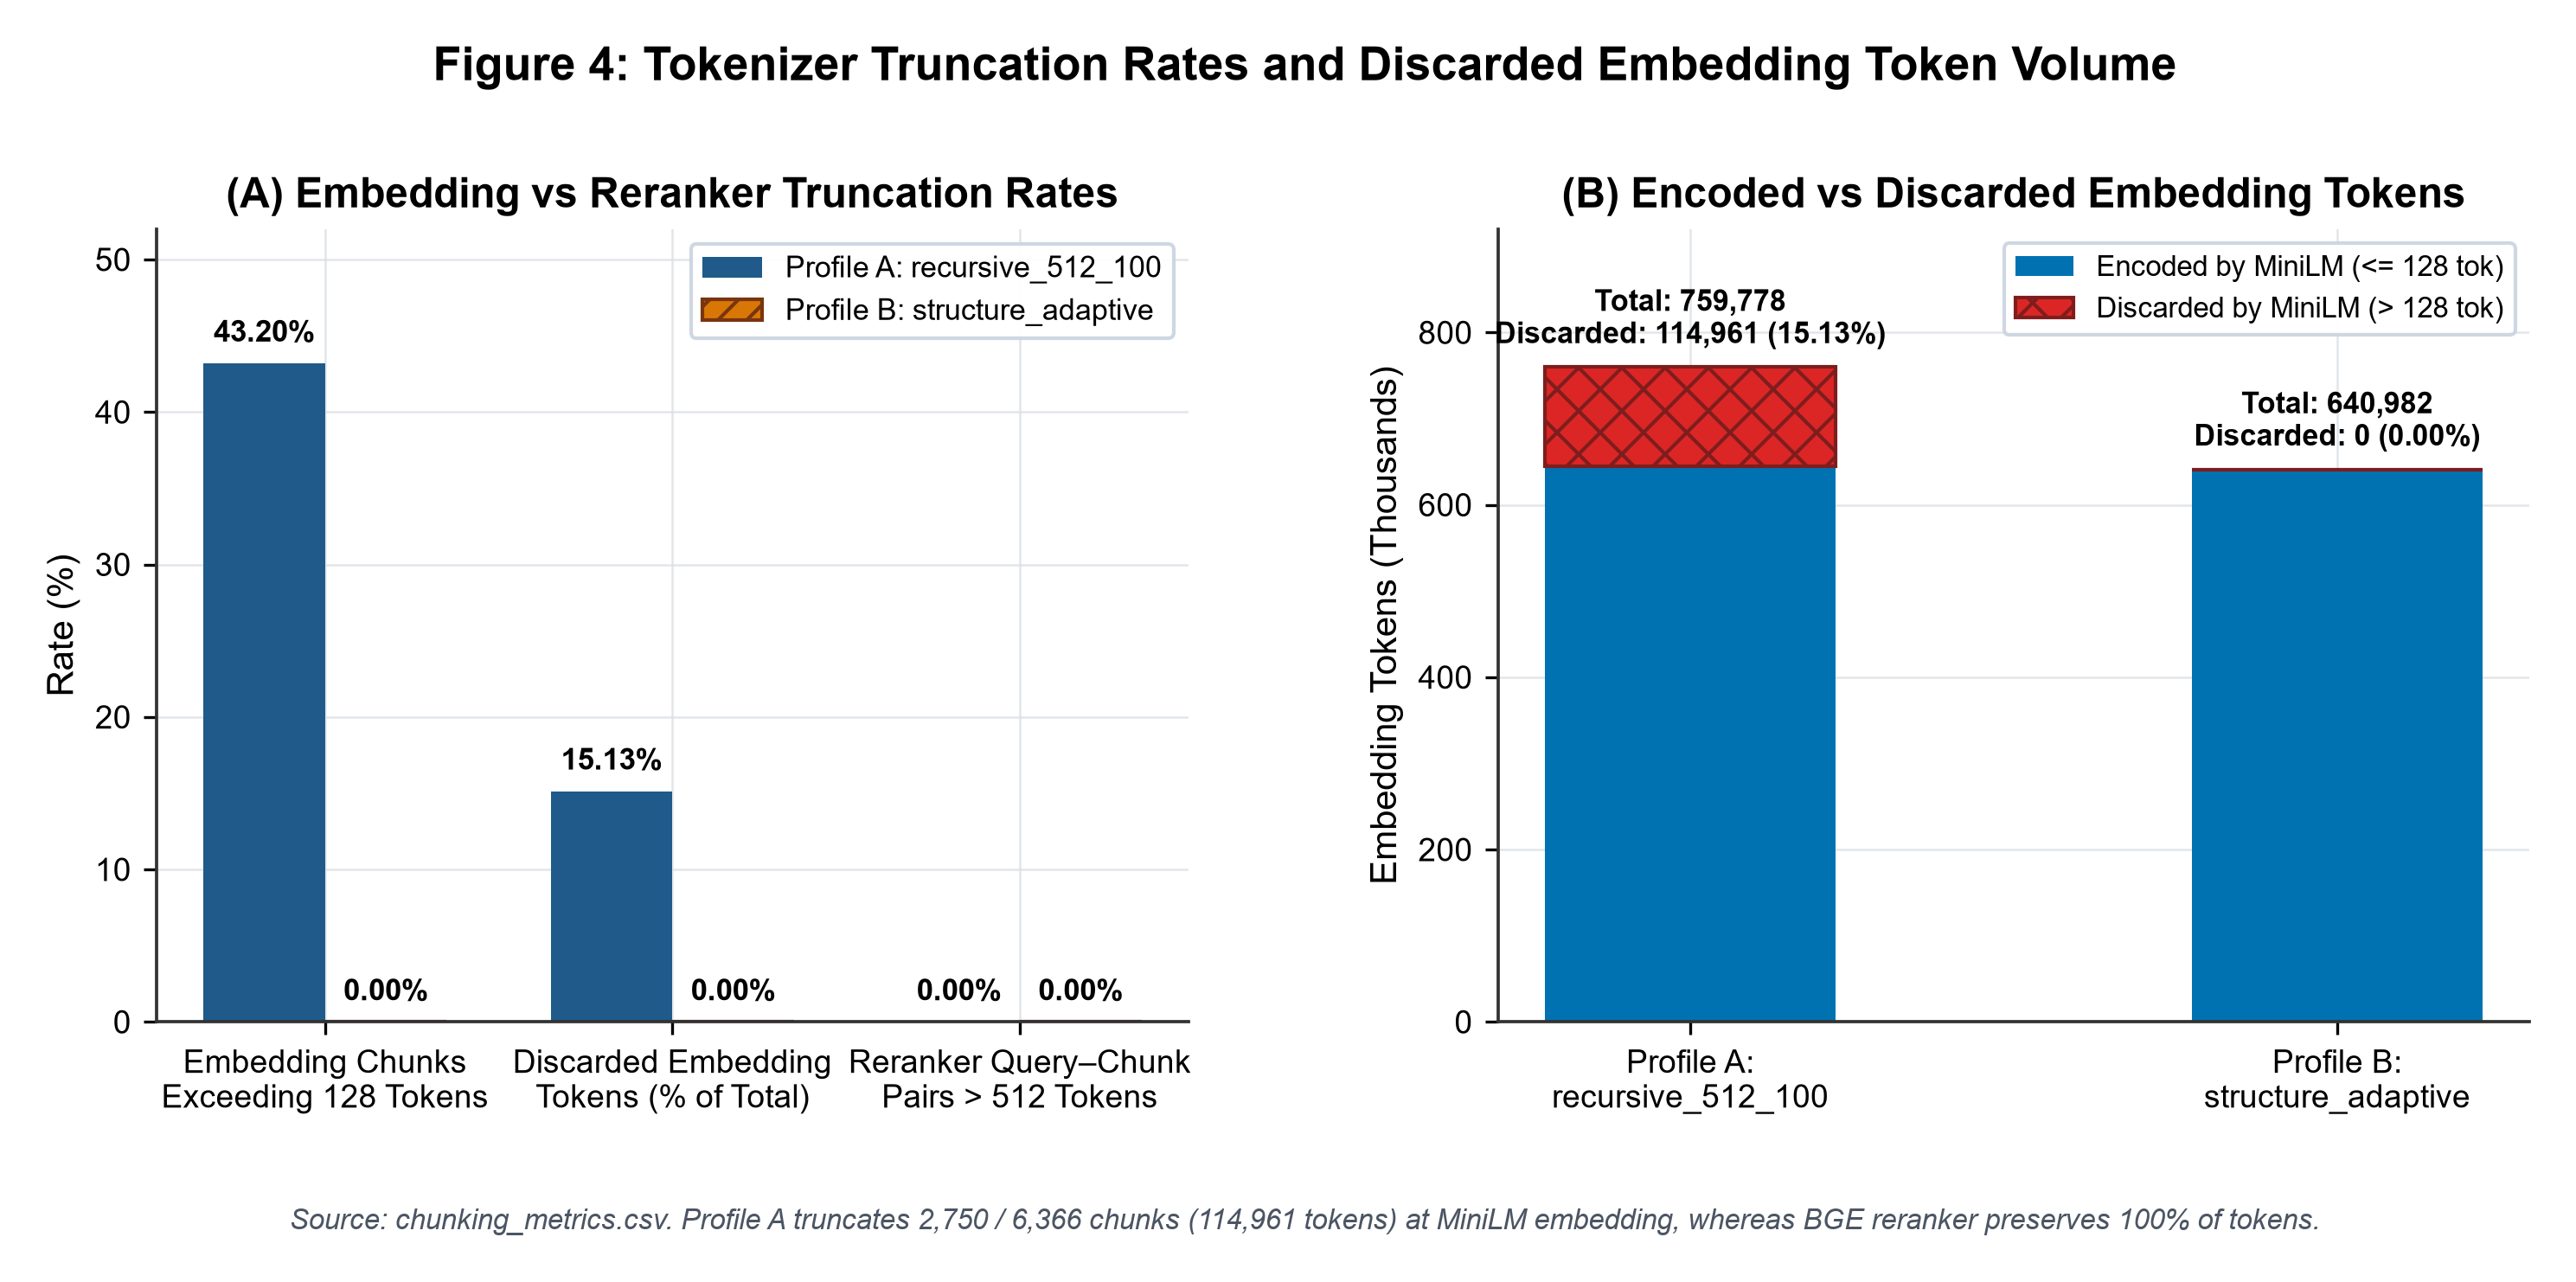 Figure 4: Tokenizer Truncation Rates and Discarded Embedding Token Volume
(A) Embedding vs Reranker Truncation Rates
Rate (%)
50
40
30
20
10
0
Profile A: recursive_512_100
Profile B: structure_adaptive
43.20%
0.00%
15.13%
0.00%
0.00%
0.00%
Embedding Chunks
Exceeding 128 Tokens
Discarded Embedding
Tokens (% of Total)
Reranker Query–Chunk
Pairs > 512 Tokens
(B) Encoded vs Discarded Embedding Tokens
Embedding Tokens (Thousands)
800
600
400
200
0
Encoded by MiniLM (<= 128 tok)
Discarded by MiniLM (> 128 tok)
Total: 759,778
Discarded: 114,961 (15.13%)
Total: 640,982
Discarded: 0 (0.00%)
Profile A:
recursive_512_100
Profile B:
structure_adaptive
Source: chunking_metrics.csv. Profile A truncates 2,750 / 6,366 chunks (114,961 tokens) at MiniLM embedding, whereas BGE reranker preserves 100% of tokens.